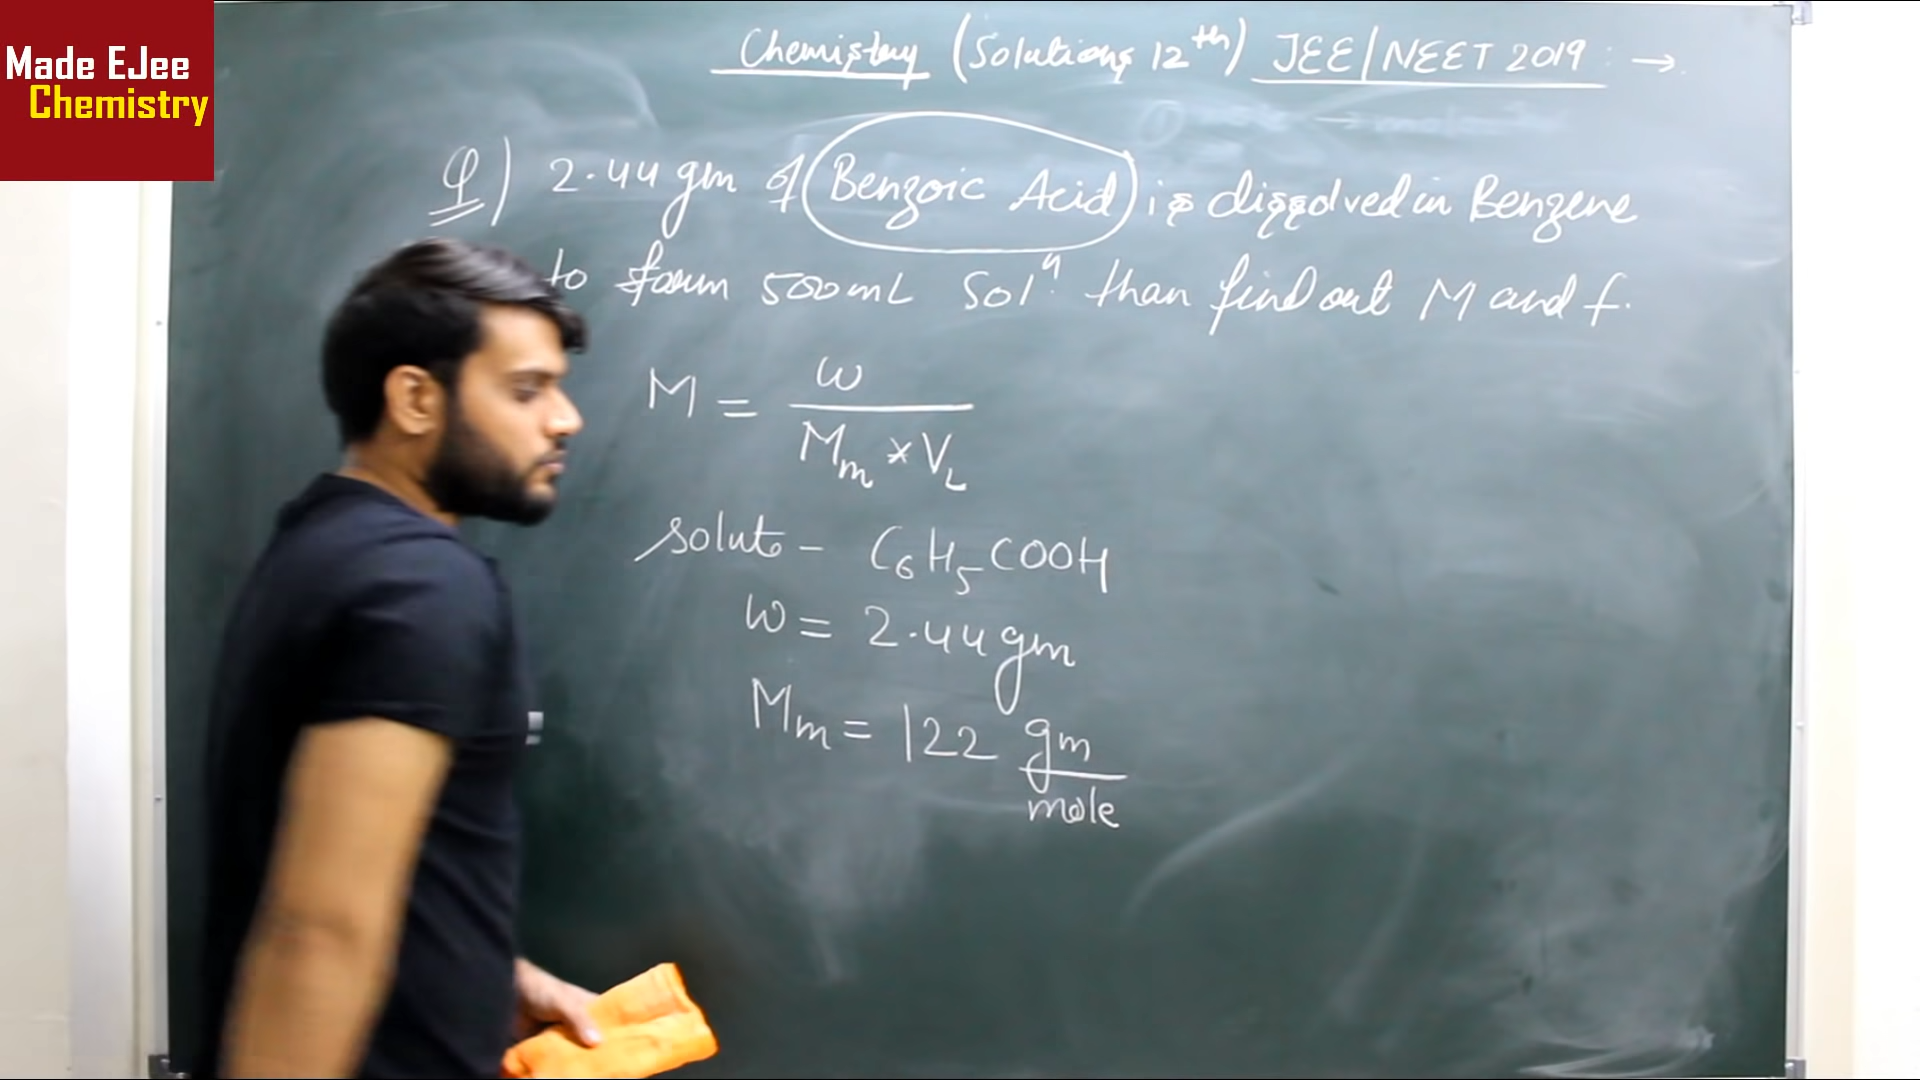 Made EJee
Chemistry
Chemistry (Solutions 12th) JEE/NEET 2019 : →
Q) 2.44 gm of Benzoic Acid is dissolved in Benzene
to form 500mL Soln. than find out M and f.
M = w / Mm × VL
solute - C6H5COOH
w = 2.44 gm
Mm = 122 gm/mole